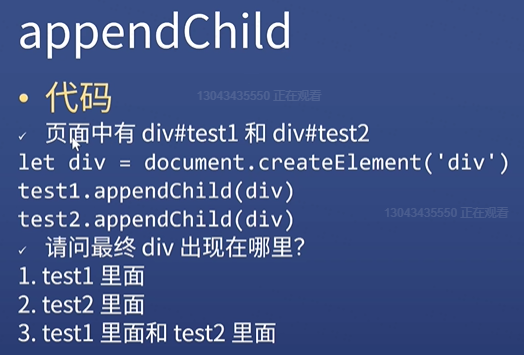 appendChild
• 代码
13043435550 正在观看
✓ 页面中有 div#test1 和 div#test2
let div = document.createElement('div')
test1.appendChild(div)
test2.appendChild(div)
13043435550 正在观看
✓ 请问最终 div 出现在哪里?
1. test1 里面
2. test2 里面
3. test1 里面和 test2 里面